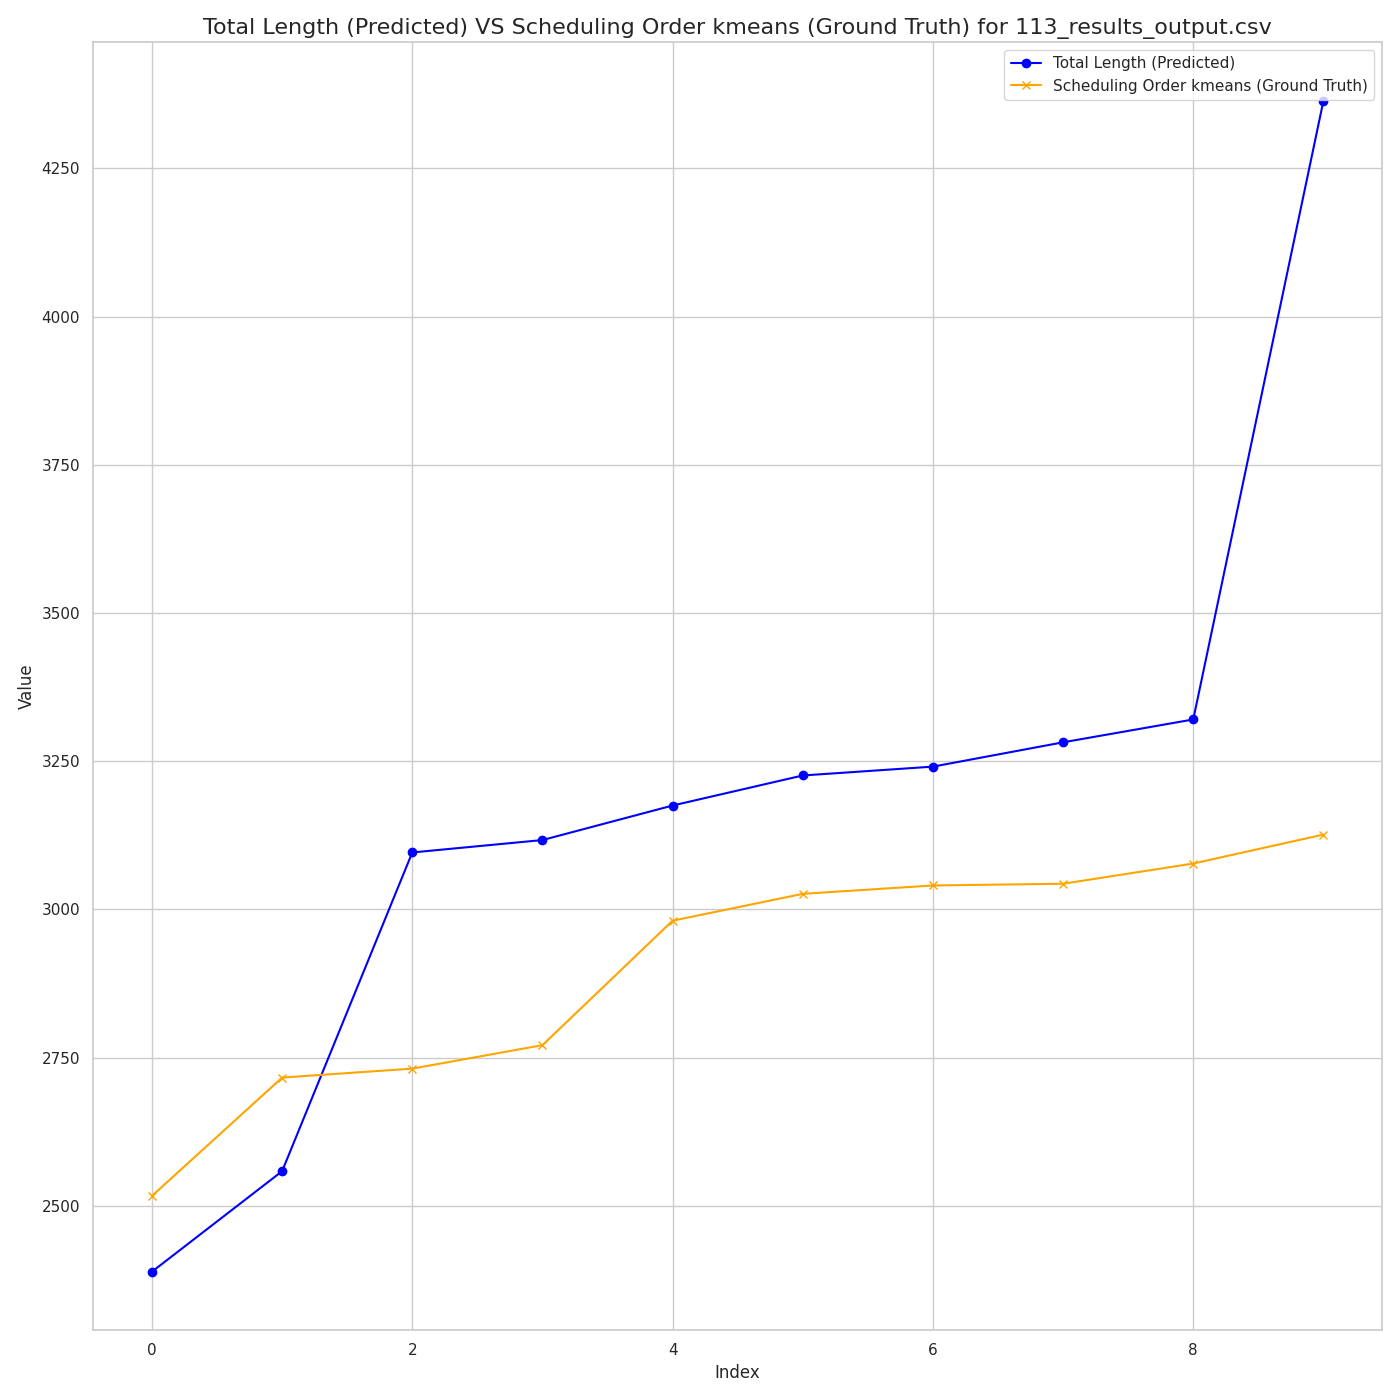 Total Length (Predicted) VS Scheduling Order kmeans (Ground Truth) for 113_results_output.csv
Total Length (Predicted)
Scheduling Order kmeans (Ground Truth)
4250
4000
3750
3500
3250
3000
2750
2500
Value
0 2 4 6 8
Index